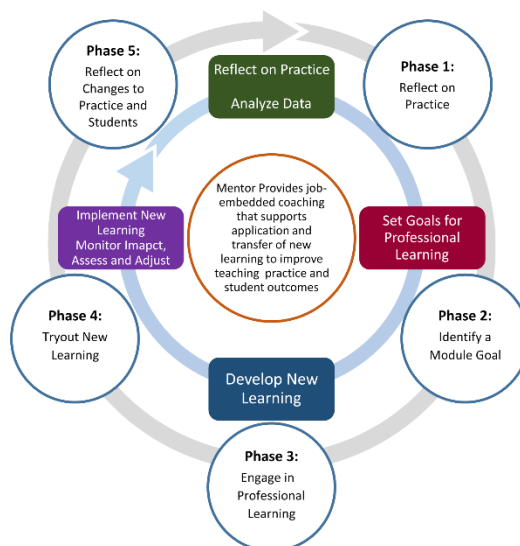 Phase 5:
Reflect on
Changes to
Practice and
Students
Reflect on Practice
Analyze Data
Phase 1:
Reflect on
Practice
Mentor Provides job-
embedded coaching
that supports
application and
transfer of new
learning to improve
teaching practice and
student outcomes
Implement New
Learning
Monitor Imapct,
Assess and Adjust
Set Goals for
Professional
Learning
Phase 4:
Tryout New
Learning
Phase 2:
Identify a
Module Goal
Develop New
Learning
Phase 3:
Engage in
Professional
Learning